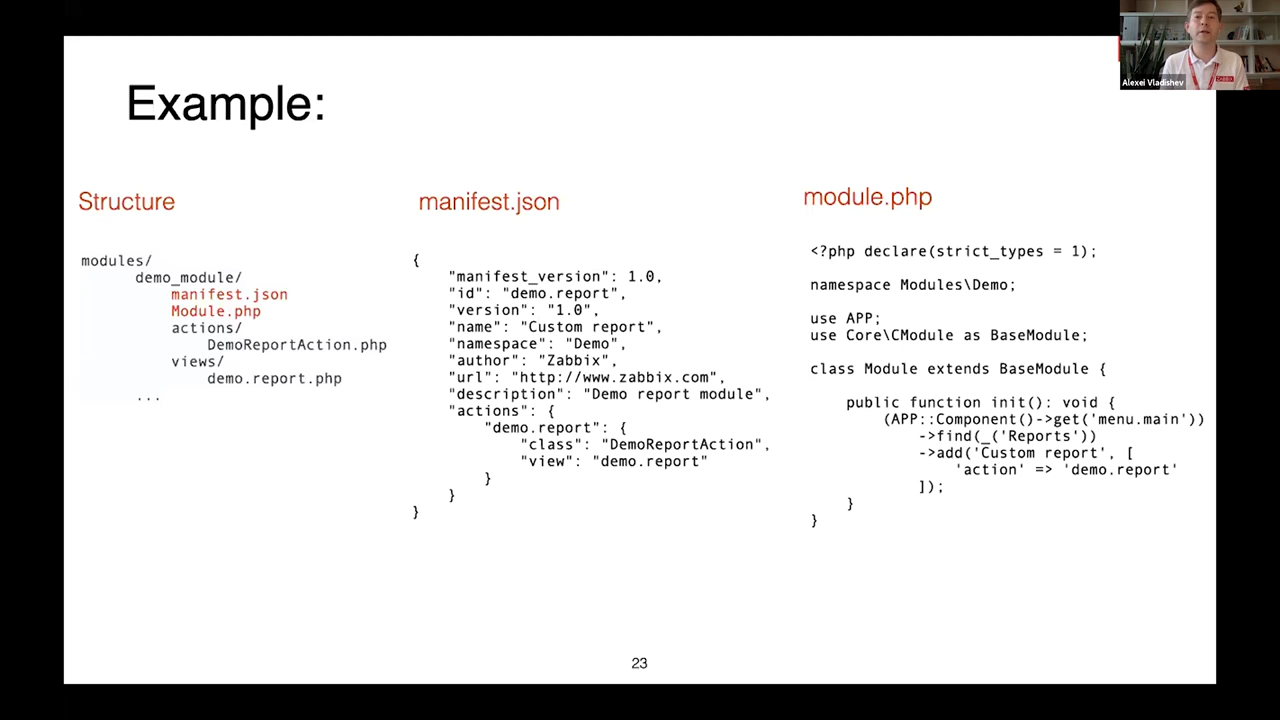 Example:
Structure
modules/
demo_module/
manifest.json
Module.php
actions/
DemoReportAction.php
views/
demo.report.php
...
manifest.json
{
"manifest_version": 1.0,
"id": "demo.report",
"version": "1.0",
"name": "Custom report",
"namespace": "Demo",
"author": "Zabbix",
"url": "http://www.zabbix.com",
"description": "Demo report module",
"actions": {
"demo.report": {
"class": "DemoReportAction",
"view": "demo.report"
}
}
}
module.php
<?php declare(strict_types = 1);
namespace Modules\Demo;
use APP;
use Core\CModule as BaseModule;
class Module extends BaseModule {
public function init(): void {
(APP::Component()->get('menu.main'))
->find(_('Reports'))
->add('Custom report', [
'action' => 'demo.report'
]);
}
}
23
ZABBIX
Alexei Vladishev